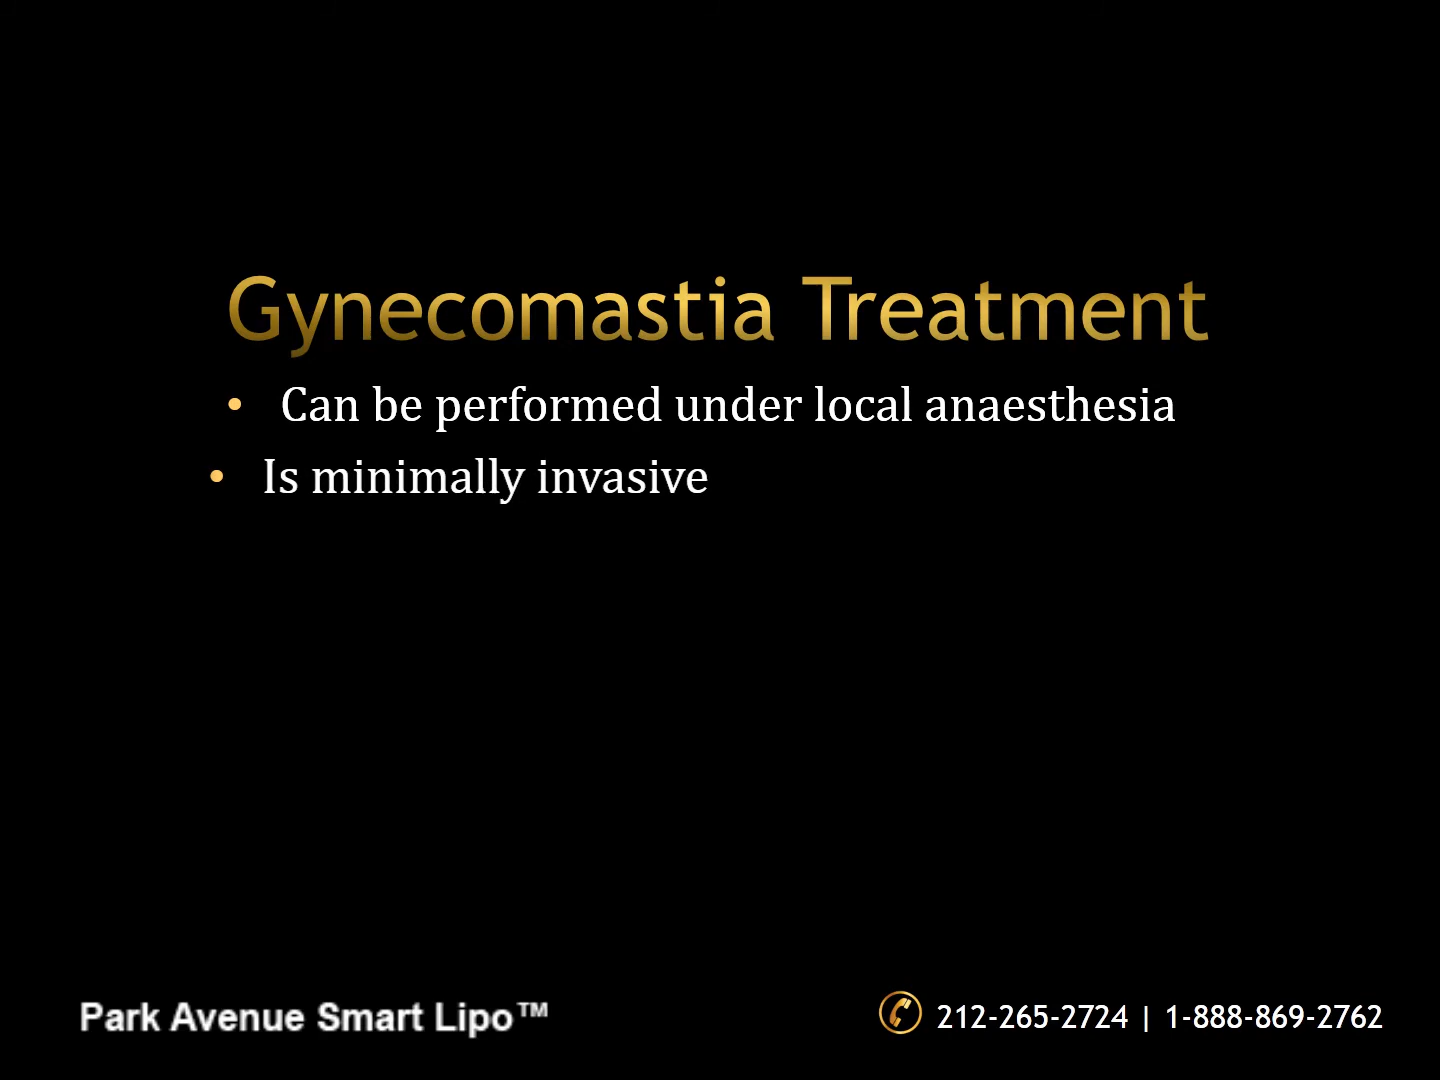 Gynecomastia Treatment
• Can be performed under local anaesthesia
• Is minimally invasive
Park Avenue Smart Lipo™
212-265-2724 | 1-888-869-2762